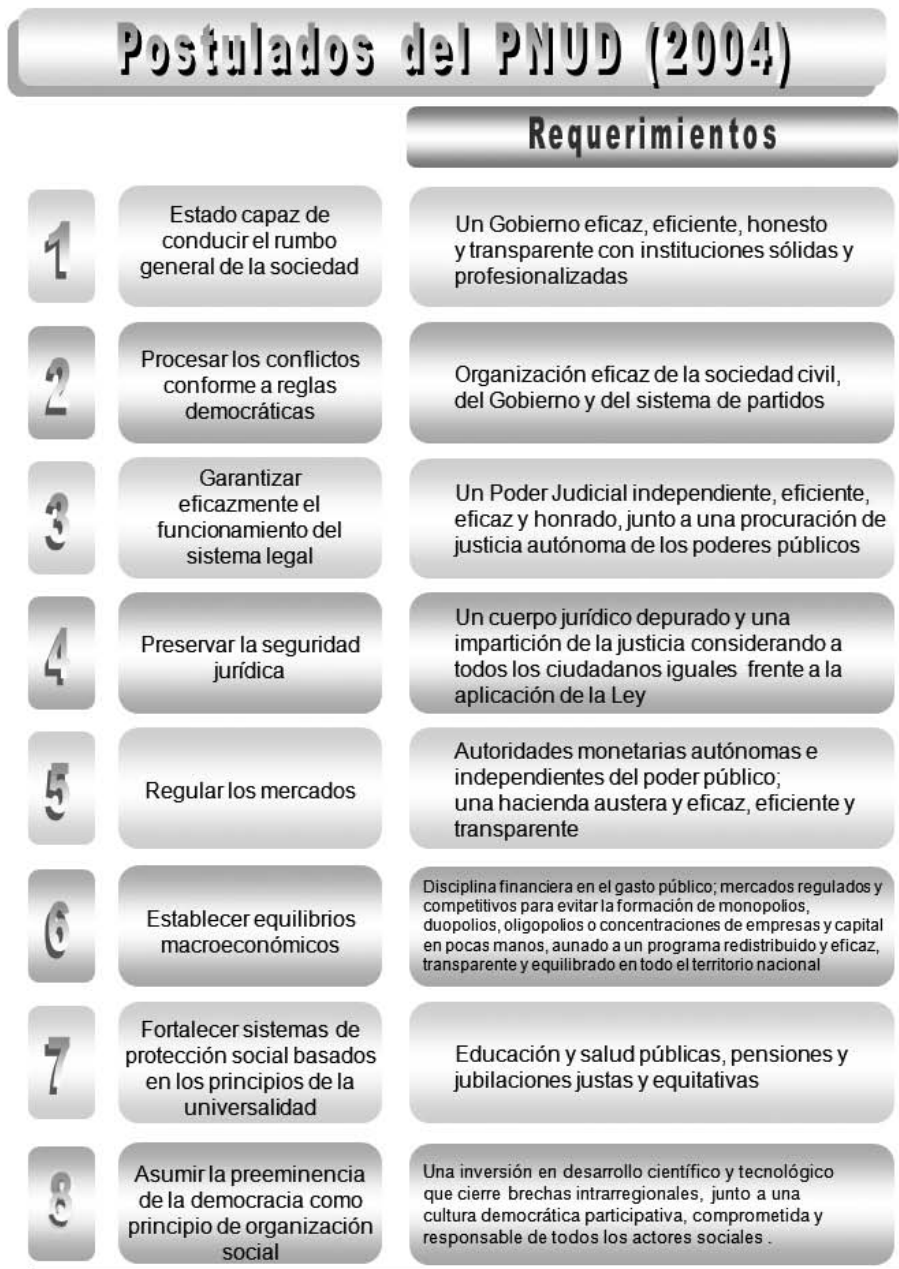 Postulados del PNUD (2004)
Requerimientos
1
Estado capaz de
conducir el rumbo
general de la sociedad
Un Gobierno eficaz, eficiente, honesto
y transparente con instituciones sólidas y
profesionalizadas
2
Procesar los conflictos
conforme a reglas
democráticas
Organización eficaz de la sociedad civil,
del Gobierno y del sistema de partidos
3
Garantizar
eficazmente el
funcionamiento del
sistema legal
Un Poder Judicial independiente, eficiente,
eficaz y honrado, junto a una procuración de
justicia autónoma de los poderes públicos
4
Preservar la seguridad
jurídica
Un cuerpo jurídico depurado y una
impartición de la justicia considerando a
todos los ciudadanos iguales frente a la
aplicación de la Ley
5
Regular los mercados
Autoridades monetarias autónomas e
independientes del poder público;
una hacienda austera y eficaz, eficiente y
transparente
6
Establecer equilibrios
macroeconómicos
Disciplina financiera en el gasto público; mercados regulados y
competitivos para evitar la formación de monopolios,
duopolios, oligopolios o concentraciones de empresas y capital
en pocas manos, aunado a un programa redistribuido y eficaz,
transparente y equilibrado en todo el territorio nacional
7
Fortalecer sistemas de
protección social basados
en los principios de la
universalidad
Educación y salud públicas, pensiones y
jubilaciones justas y equitativas
8
Asumir la preeminencia
de la democracia como
principio de organización
social
Una inversión en desarrollo científico y tecnológico
que cierre brechas intrarregionales, junto a una
cultura democrática participativa, comprometida y
responsable de todos los actores sociales .